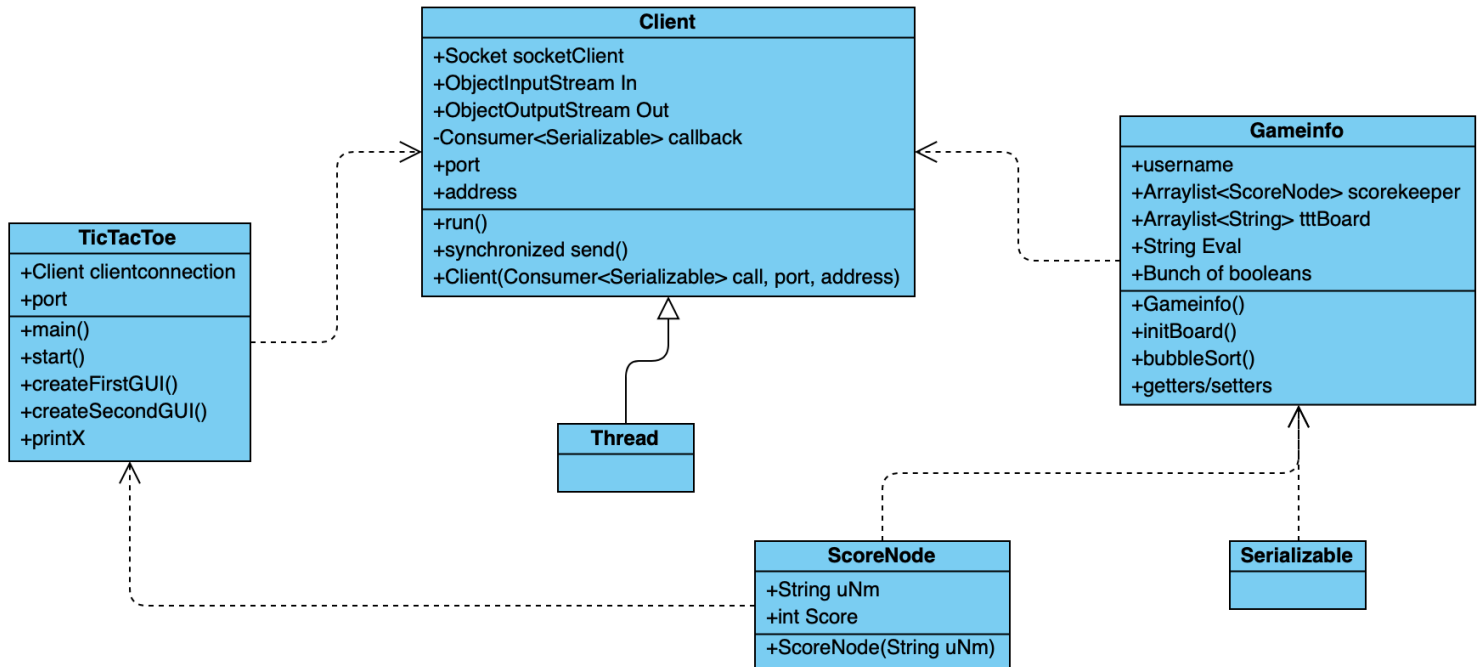 Client
+Socket socketClient
+ObjectInputStream In
+ObjectOutputStream Out
-Consumer<Serializable> callback
+port
+address
+run()
+synchronized send()
+Client(Consumer<Serializable> call, port, address)
Gameinfo
+username
+Arraylist<ScoreNode> scorekeeper
+Arraylist<String> tttBoard
+String Eval
+Bunch of booleans
+Gameinfo()
+initBoard()
+bubbleSort()
+getters/setters
TicTacToe
+Client clientconnection
+port
+main()
+start()
+createFirstGUI()
+createSecondGUI()
+printX
Thread
ScoreNode
+String uNm
+int Score
+ScoreNode(String uNm)
Serializable